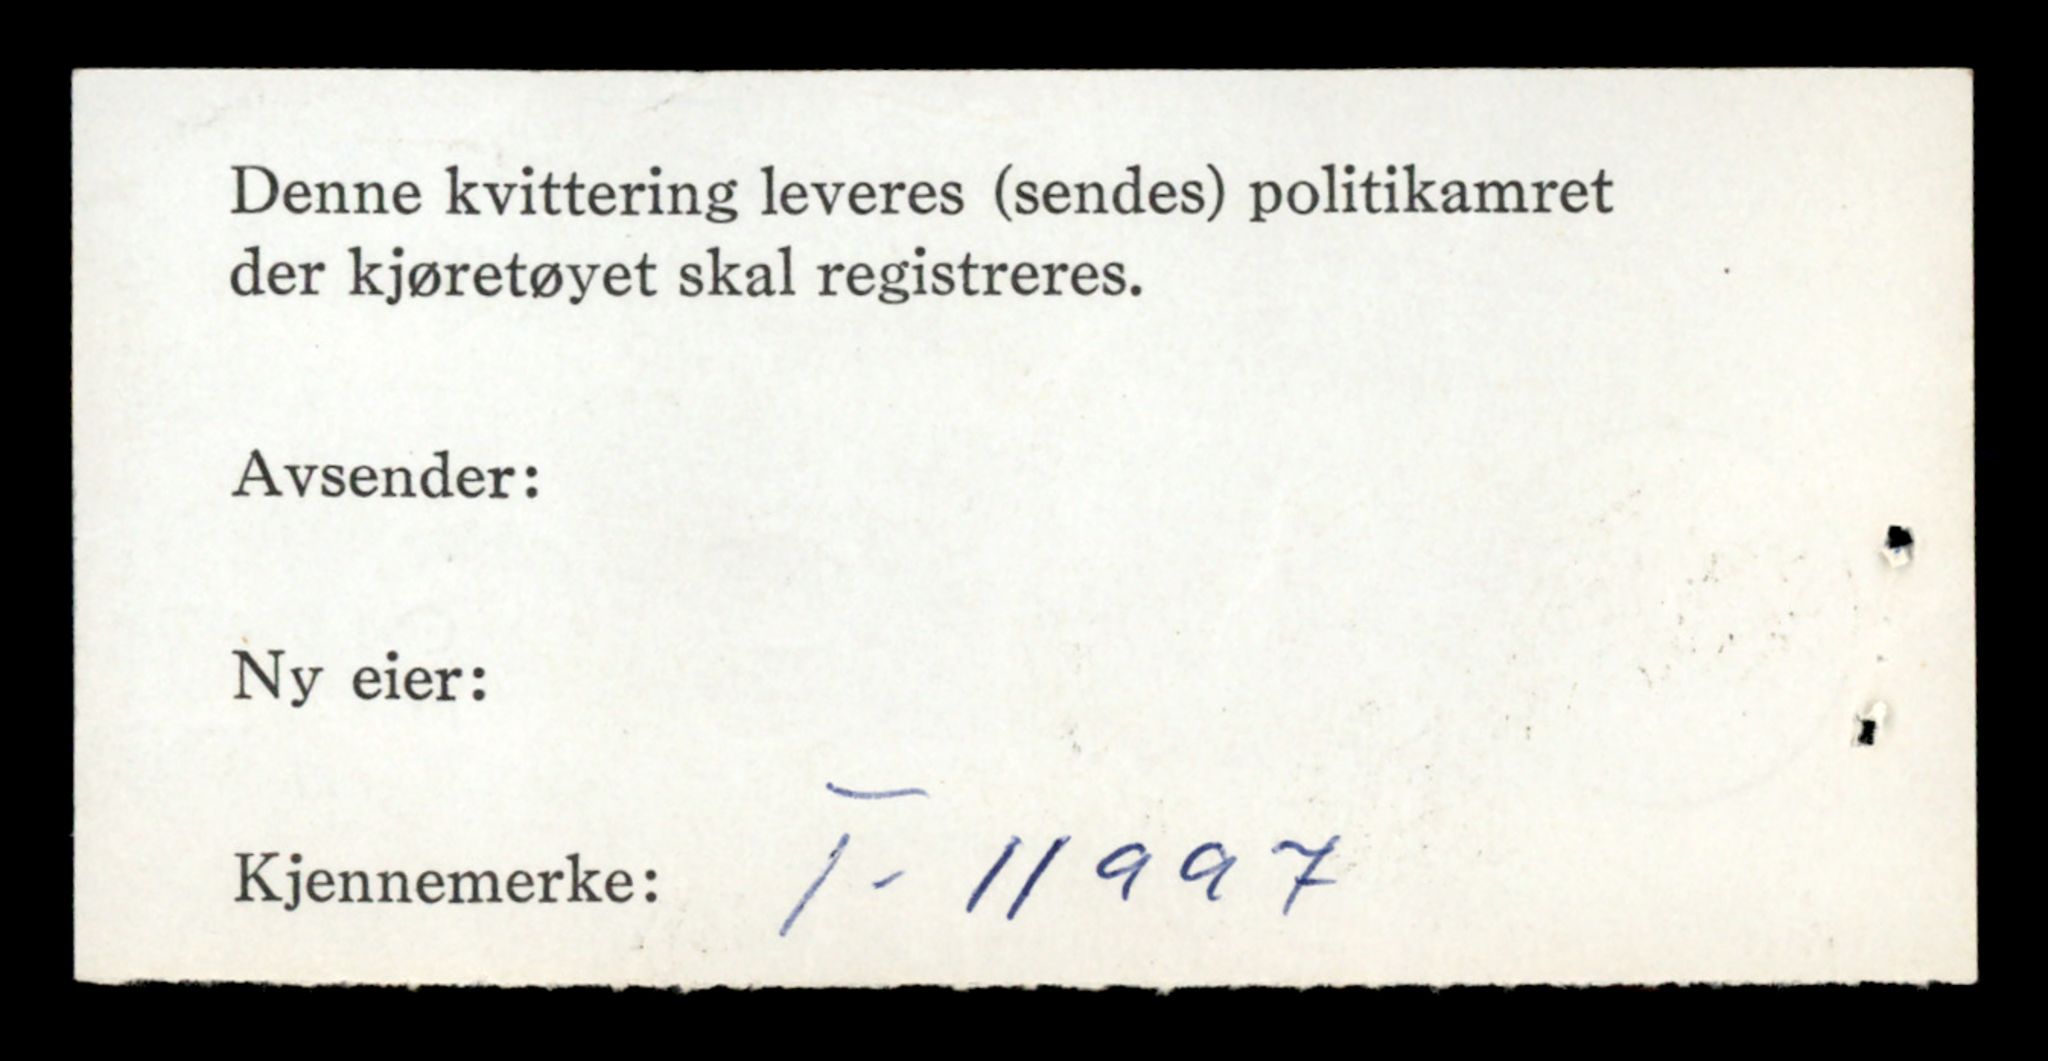 Denne kvittering leveres (sendes) politikamret
der kjøretøyet skal registreres.
Avsender:
Ny eier:
Kjennemerke: T- 11997